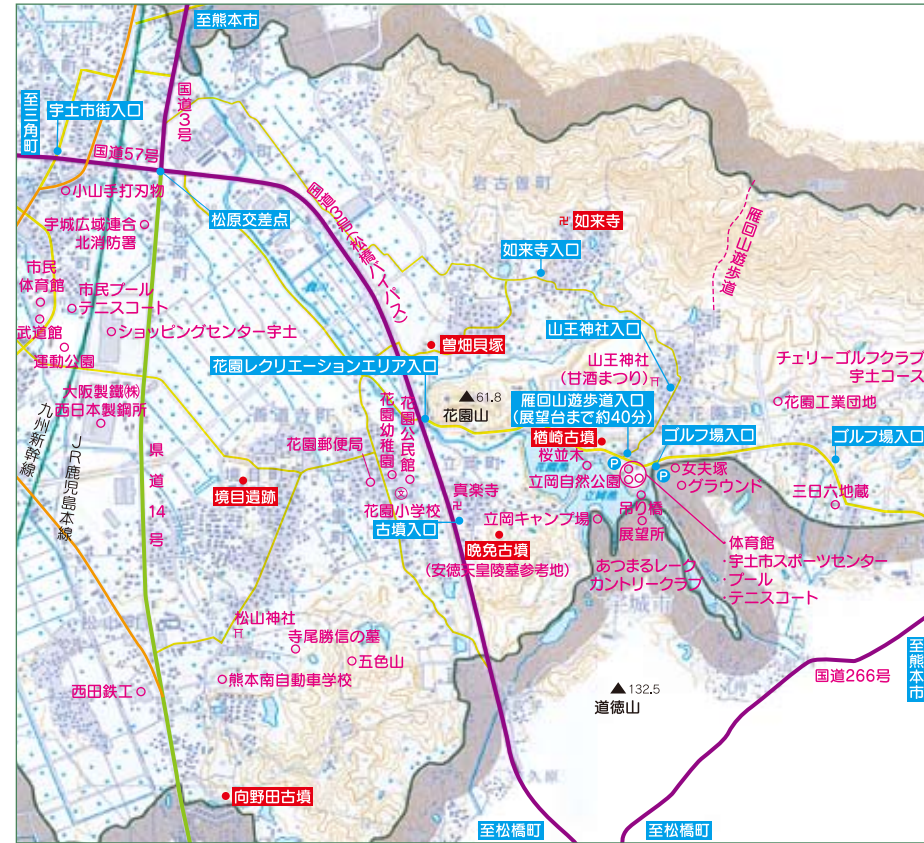 至熊本市
至三角町
宇土市街入口
国道3号
国道57号
小山手打刃物
松原交差点
国道3号(松橋バイパス)
宇城広域連合
北消防署
岩古曽町
如来寺
如来寺入口
雁回山遊歩道
市民
体育館
市民プール
テニスコート
武道館
ショッピングセンター宇土
運動公園
曽畑貝塚
山王神社入口
花園レクリエーションエリア入口
山王神社
(甘酒まつり)
チェリーゴルフクラブ
宇土コース
大阪製鐵㈱
西日本製鋼所
61.8
花園山
雁回山遊歩道入口
(展望台まで約40分)
花園工業団地
九州新幹線
JR鹿児島本線
県道14号
花園郵便局
花園幼稚園
花園公民館
楢崎古墳
ゴルフ場入口
ゴルフ場入口
桜並木
立岡自然公園
P
P
女夫塚
グラウンド
境目遺跡
文
花園小学校
真楽寺
三日六地蔵
古墳入口
立岡キャンプ場
吊り橋
展望所
晩免古墳
(安徳天皇陵墓参考地)
あつまるレーク
カントリークラブ
・体育館
・宇土市スポーツセンター
・プール
・テニスコート
宇城市
松山町
松山神社
寺尾勝信の墓
五色山
熊本南自動車学校
西田鉄工
132.5
道徳山
国道266号
至熊本市
向野田古墳
久原
至松橋町
至松橋町